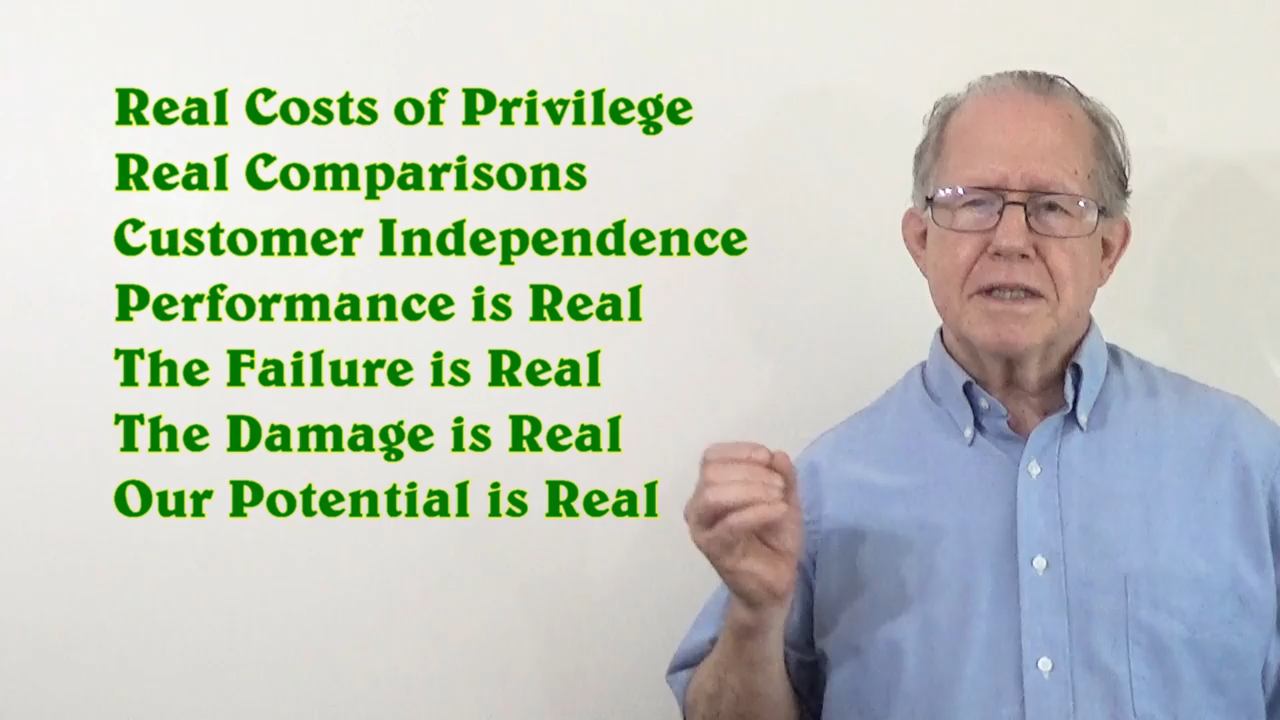 Real Costs of Privilege
Real Comparisons
Customer Independence
Performance is Real
The Failure is Real
The Damage is Real
Our Potential is Real